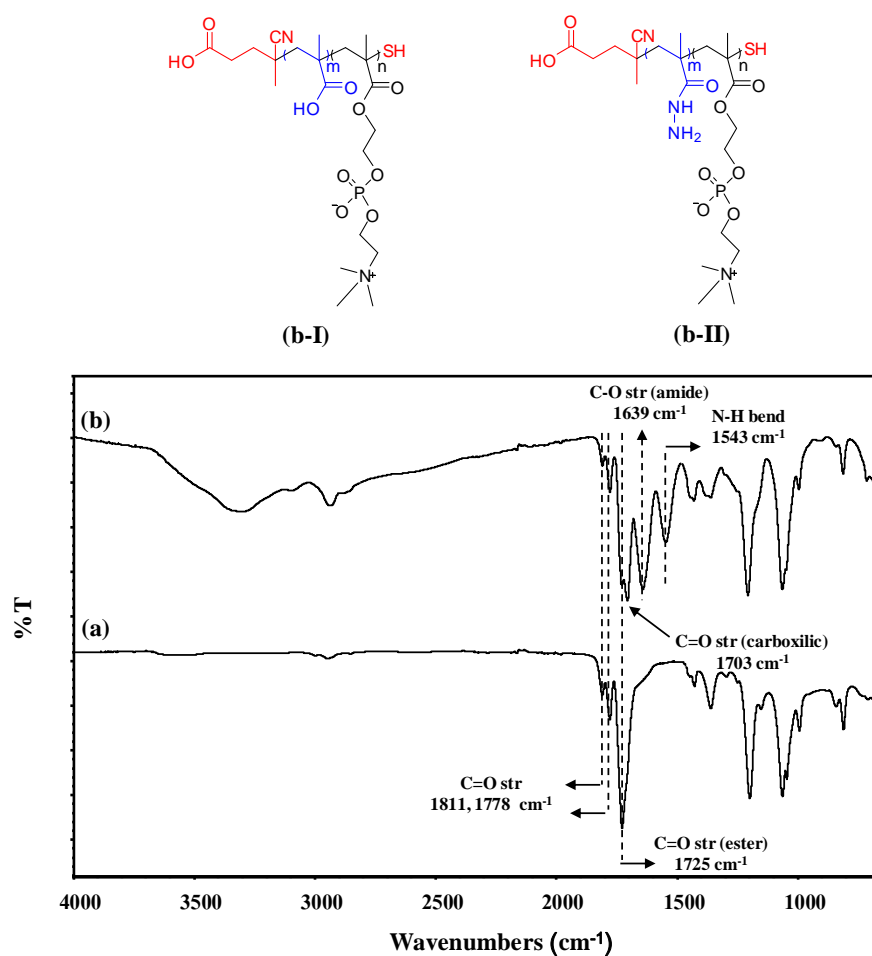 O
HO
CN
m
n
SH
HO
O
O
O
O
O
P
-O
O
N+
(b-I)
O
HO
CN
m
n
SH
O
NH
NH2
O
O
O
O
P
-O
O
N+
(b-II)
C-O str (amide)
1639 cm-1
N-H bend
1543 cm-1
(b)
(a)
C=O str (carboxilic)
1703 cm-1
C=O str
1811, 1778 cm-1
C=O str (ester)
1725 cm-1
%T
4000 3000 2500 2000 1500 1000
Wavenumbers (cm-1)